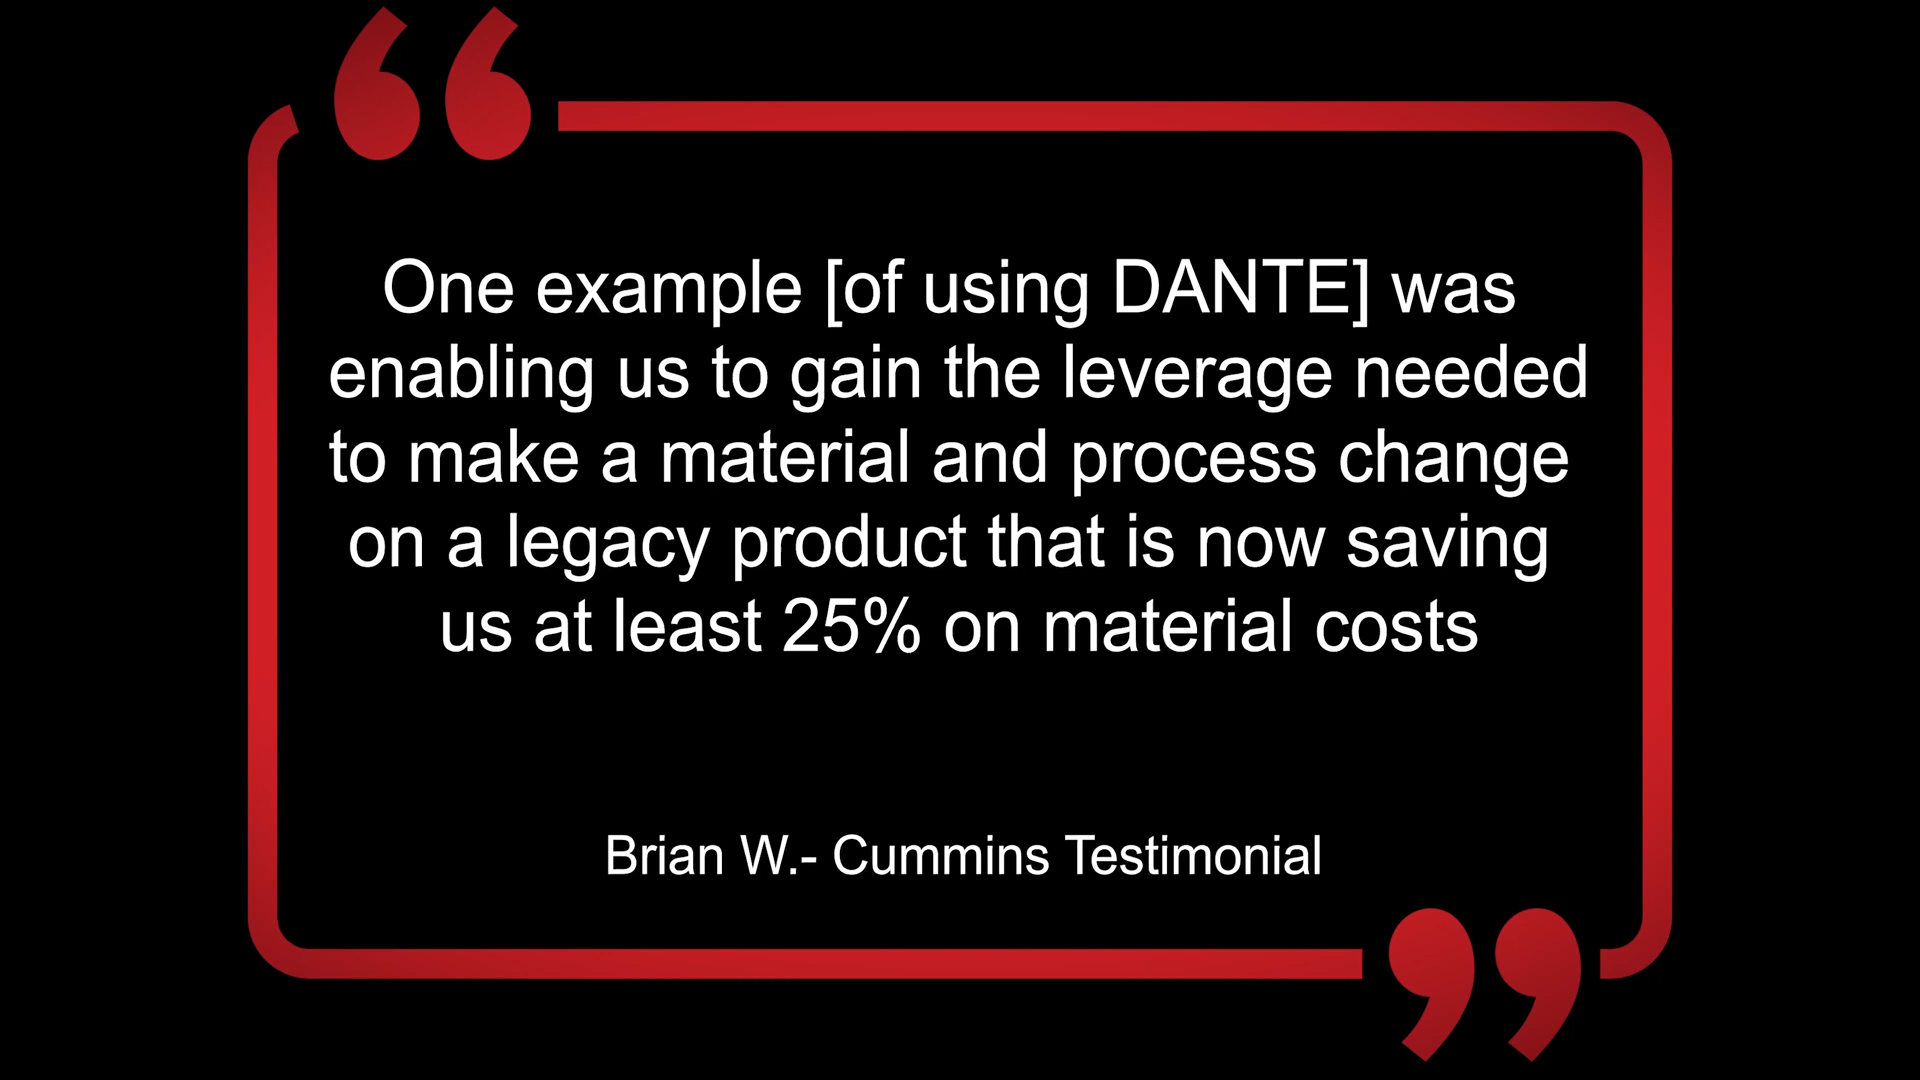 One example [of using DANTE] was
enabling us to gain the leverage needed
to make a material and process change
on a legacy product that is now saving
us at least 25% on material costs
Brian W.- Cummins Testimonial